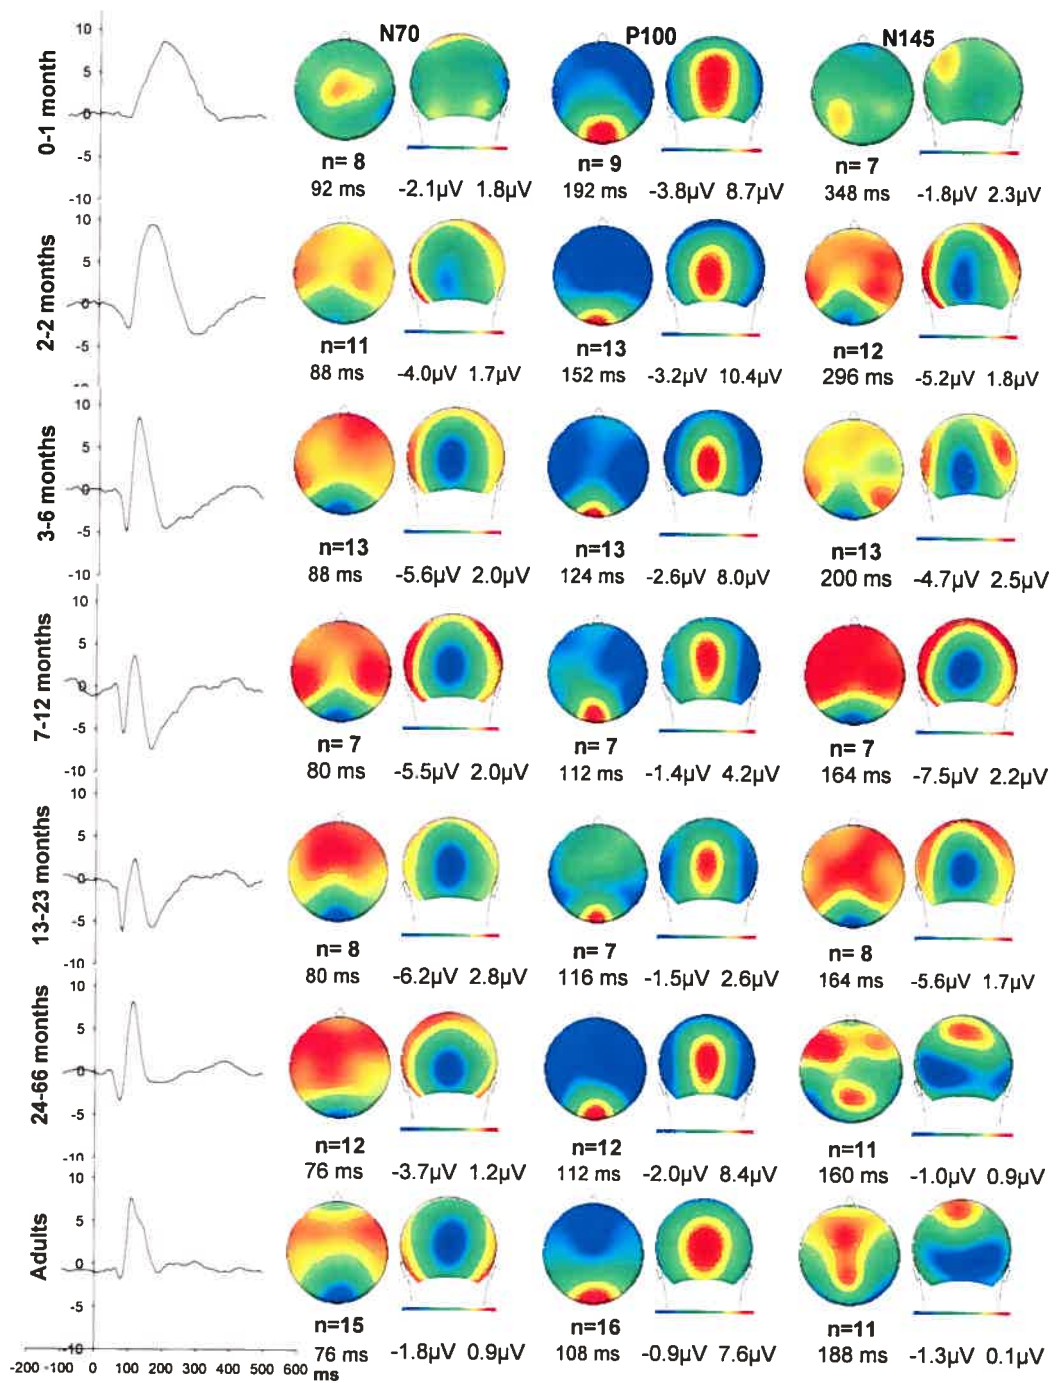 N70 P100 N145
0-1 month
10
5
0
-5
-10
n= 8 n= 9 n= 7
92 ms -2.1µV 1.8µV 192 ms -3.8µV 8.7µV 348 ms -1.8µV 2.3µV
2-2 months
10
5
0
-5
n=11 n=13 n=12
88 ms -4.0µV 1.7µV 152 ms -3.2µV 10.4µV 296 ms -5.2µV 1.8µV
3-6 months
10
5
0
-5
-10
n=13 n=13 n=13
88 ms -5.6µV 2.0µV 124 ms -2.6µV 8.0µV 200 ms -4.7µV 2.5µV
7-12 months
10
5
0
-5
-10
n= 7 n= 7 n= 7
80 ms -5.5µV 2.0µV 112 ms -1.4µV 4.2µV 164 ms -7.5µV 2.2µV
13-23 months
10
5
0
-5
-10
n= 8 n= 7 n= 8
80 ms -6.2µV 2.8µV 116 ms -1.5µV 2.6µV 164 ms -5.6µV 1.7µV
24-66 months
10
5
0
-5
-10
n=12 n=12 n=11
76 ms -3.7µV 1.2µV 112 ms -2.0µV 8.4µV 160 ms -1.0µV 0.9µV
Adults
10
5
0
-5
-10
n=15 n=16 n=11
76 ms -1.8µV 0.9µV 108 ms -0.9µV 7.6µV 188 ms -1.3µV 0.1µV
-200 -100 0 100 200 300 400 500 600 ms